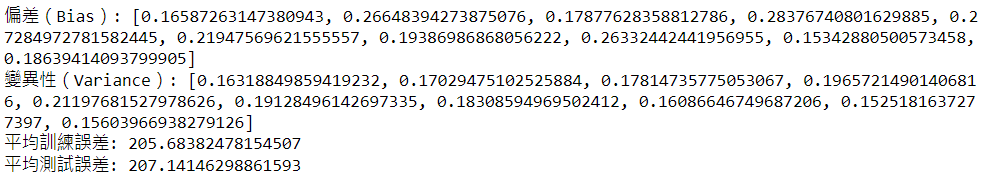 偏差（Bias）: [0.16587263147380943, 0.26648394273875076, 0.17877628358812786, 0.28376740801629885, 0.2
7284972781582445, 0.21947569621555557, 0.19386986868056222, 0.26332442441956955, 0.15342880500573458,
0.18639414093799905]
變異性（Variance）: [0.16318849859419232, 0.17029475102525884, 0.17814735775053067, 0.1965721490140681
6, 0.21197681527978626, 0.19128496142697335, 0.18308594969502412, 0.16086646749687206, 0.152518163727
7397, 0.15603966938279126]
平均訓練誤差: 205.68382478154507
平均測試誤差: 207.14146298861593